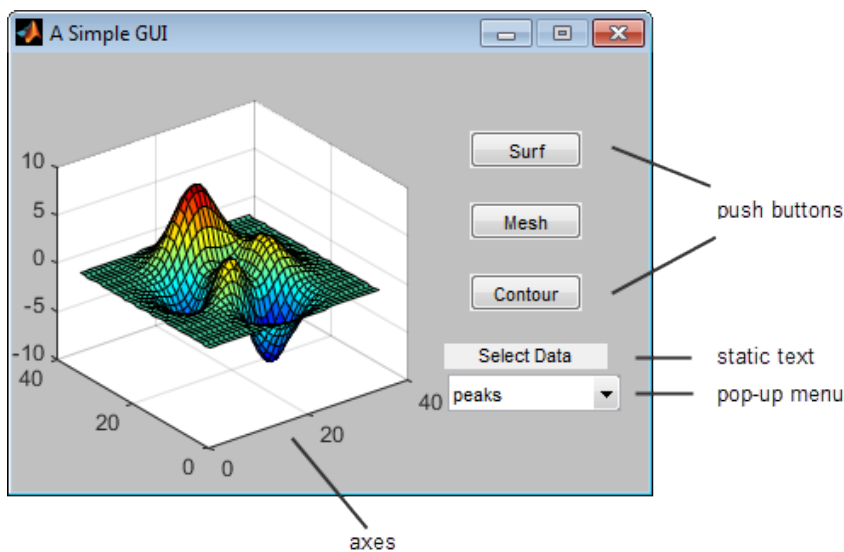 A Simple GUI
10
5
0
-5
-10
40
20
0
0
20
40
Surf
Mesh
Contour
Select Data
peaks
push buttons
static text
pop-up menu
axes